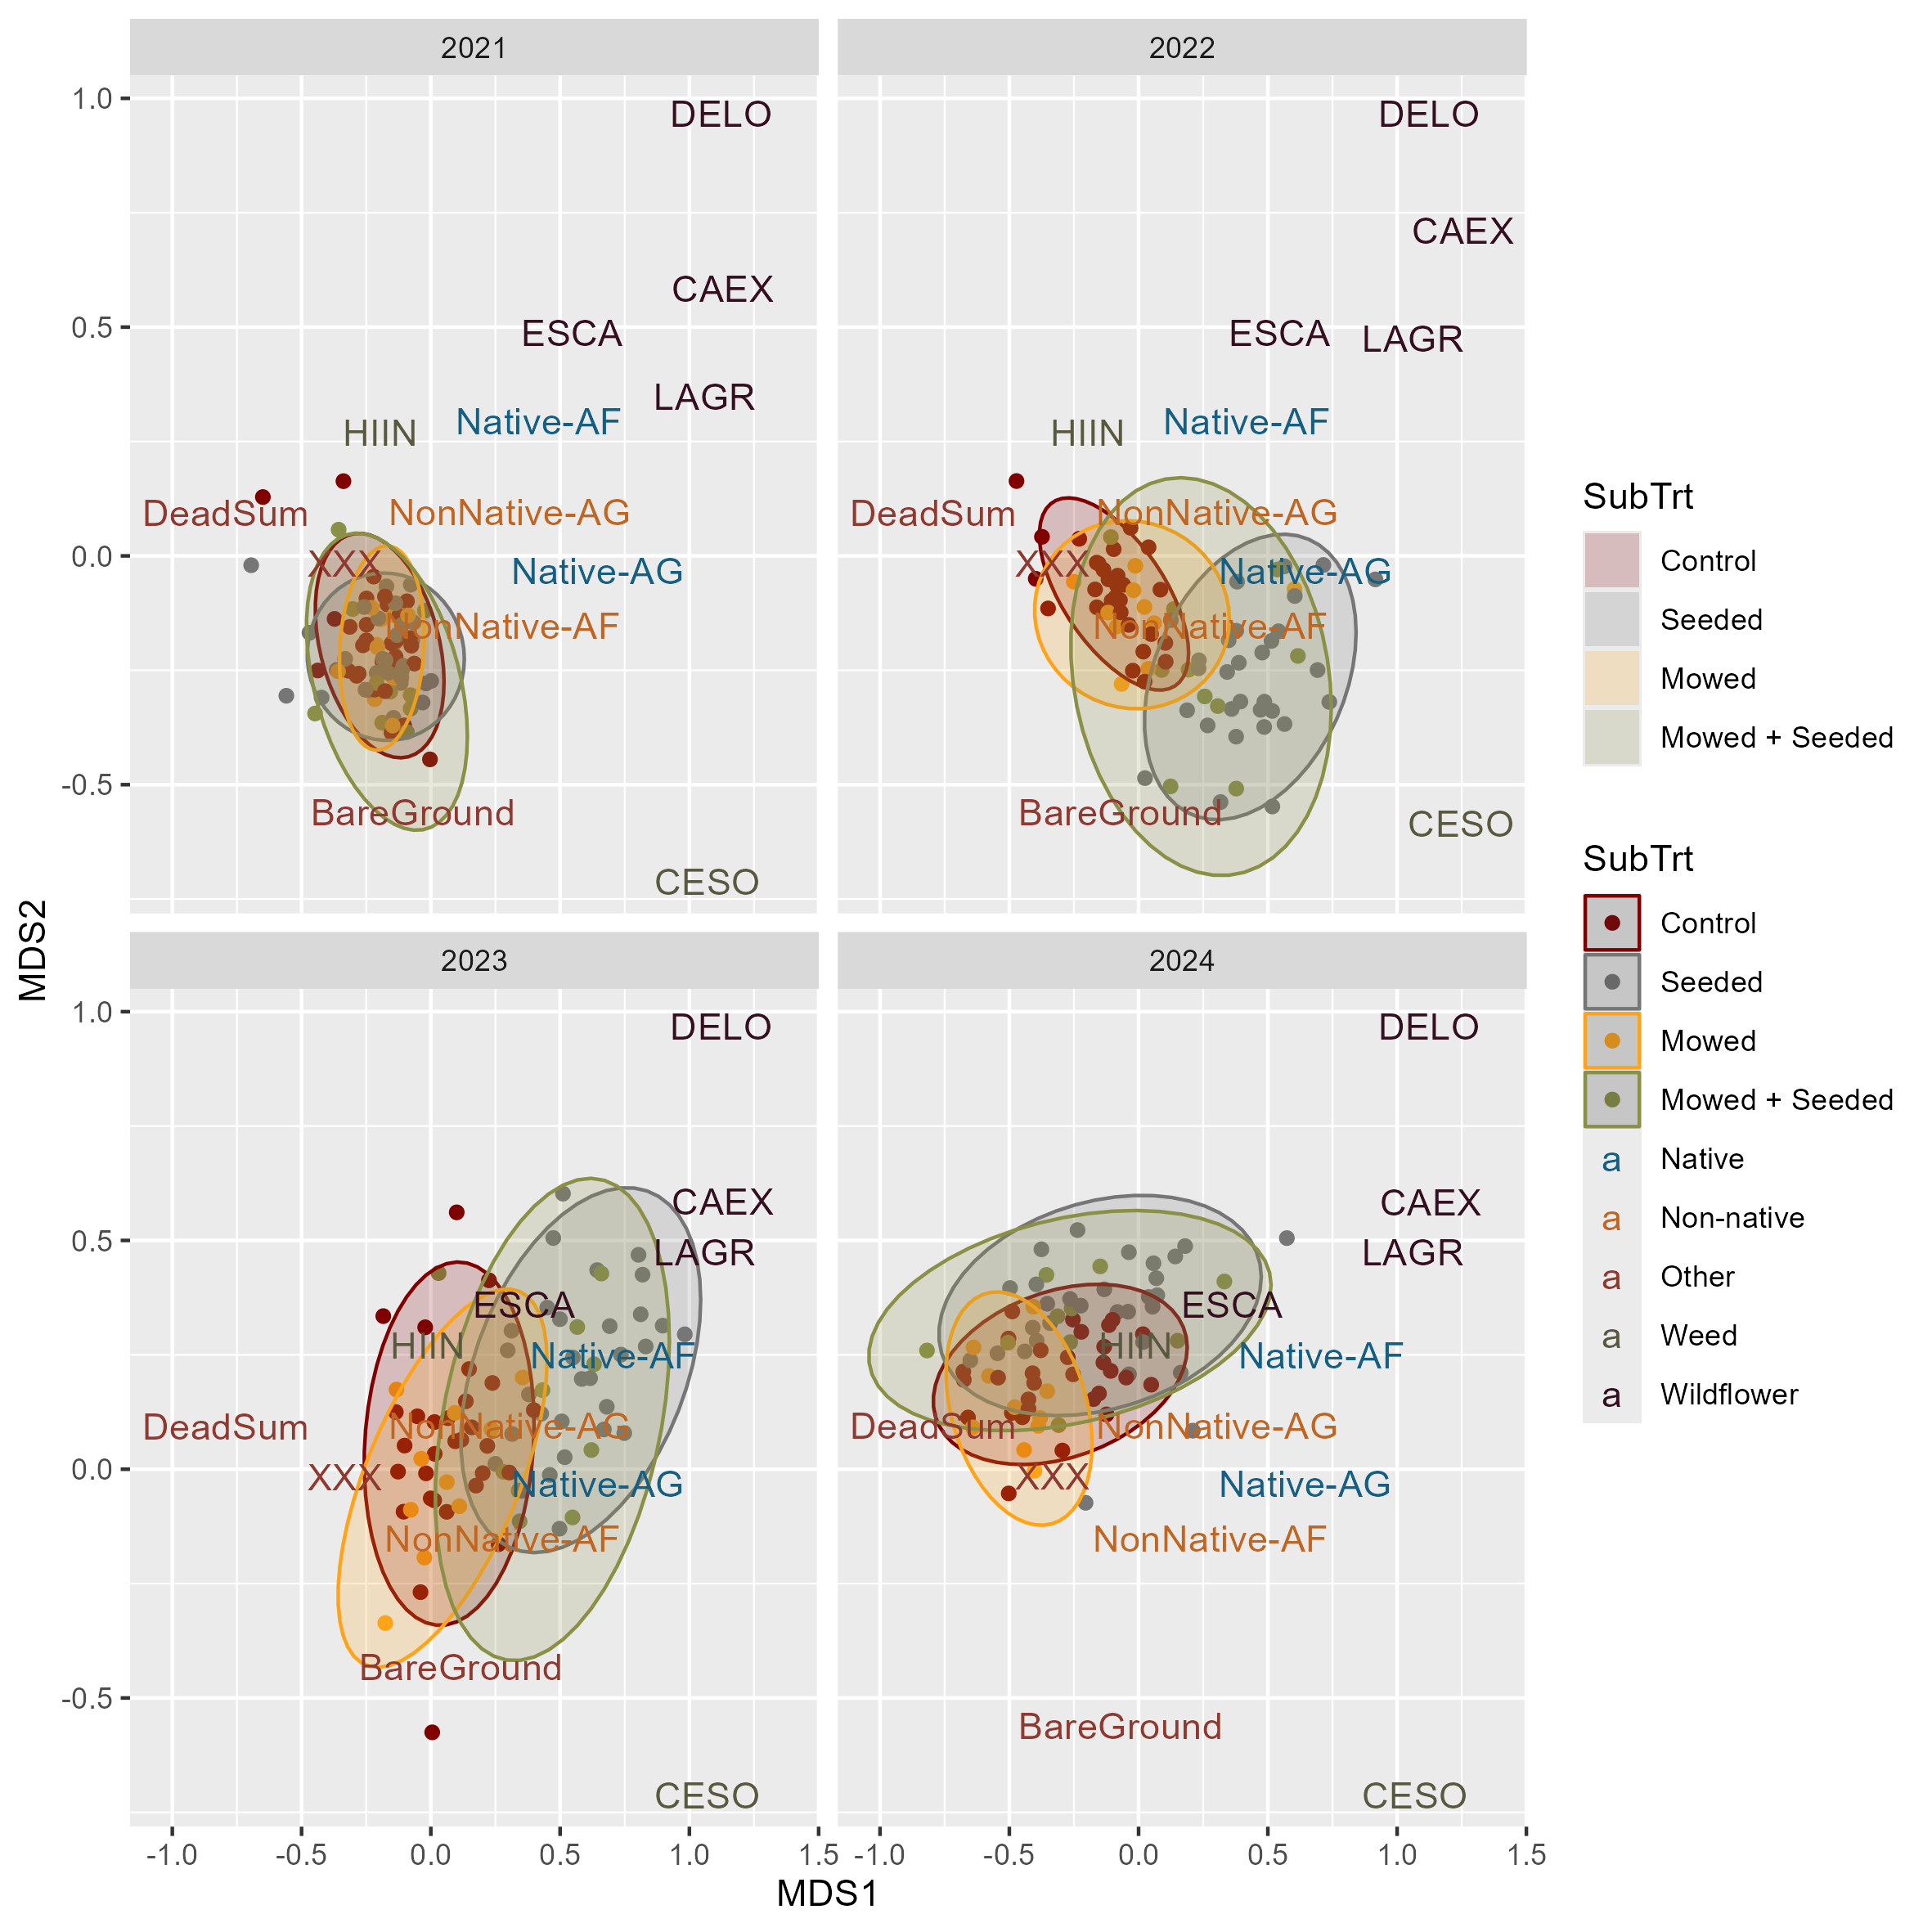 2021
2022
1.0
0.5
0.0
-0.5
DELO
CAEX
ESCA
LAGR
Native-AF
HIIN
DeadSum
NonNative-AG
XXX
Native-AG
NonNative-AF
BareGround
CESO
DELO
CAEX
ESCA
LAGR
Native-AF
HIIN
DeadSum
NonNative-AG
XXX
Native-AG
NonNative-AF
BareGround
CESO
MDS2
2023
2024
1.0
0.5
0.0
-0.5
DELO
CAEX
LAGR
ESCA
HIIN
Native-AF
DeadSum
NonNative-AG
XXX
Native-AG
NonNative-AF
BareGround
CESO
DELO
CAEX
LAGR
ESCA
HIIN
Native-AF
DeadSum
NonNative-AG
XXX
Native-AG
NonNative-AF
BareGround
CESO
-1.0 -0.5 0.0 0.5 1.0 1.5
-1.0 -0.5 0.0 0.5 1.0 1.5
MDS1
SubTrt
Control
Seeded
Mowed
Mowed + Seeded
SubTrt
Control
Seeded
Mowed
Mowed + Seeded
a Native
a Non-native
a Other
a Weed
a Wildflower